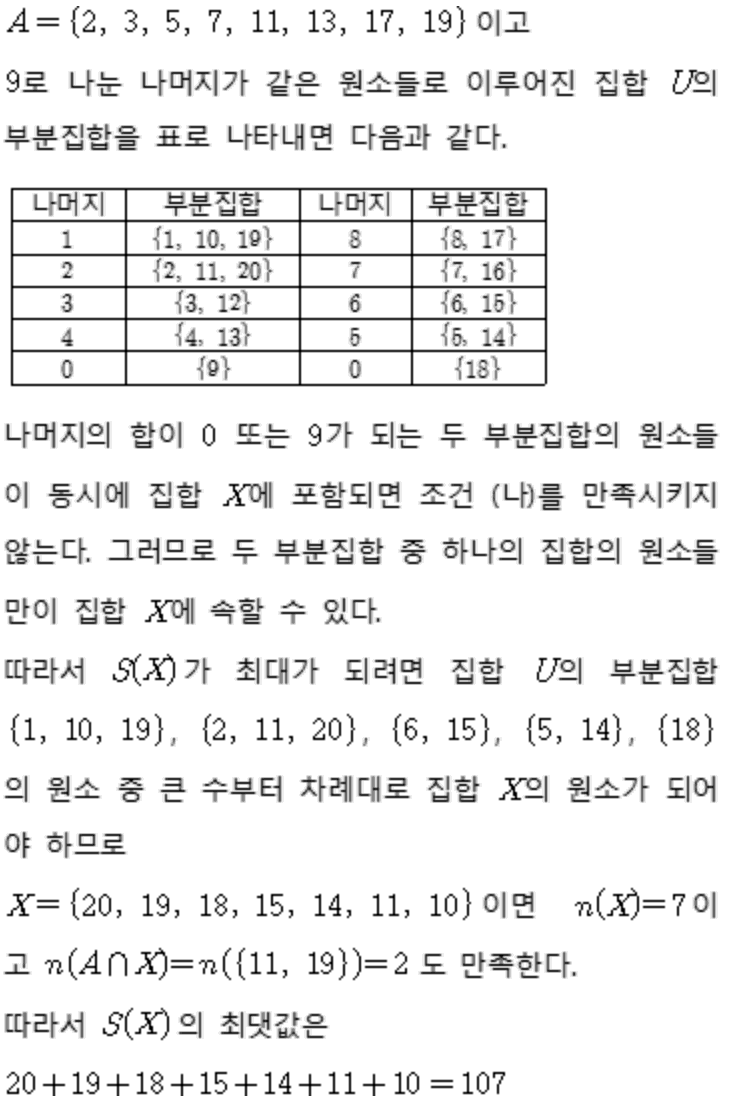 A = {2, 3, 5, 7, 11, 13, 17, 19} 이고
9로 나눈 나머지가 같은 원소들로 이루어진 집합 U의
부분집합을 표로 나타내면 다음과 같다.
나머지 부분집합 나머지 부분집합
1 {1, 10, 19} 8 {8, 17}
2 {2, 11, 20} 7 {7, 16}
3 {3, 12} 6 {6, 15}
4 {4, 13} 5 {5, 14}
0 {9} 0 {18}
나머지의 합이 0 또는 9가 되는 두 부분집합의 원소들
이 동시에 집합 X에 포함되면 조건 (나)를 만족시키지
않는다. 그러므로 두 부분집합 중 하나의 집합의 원소들
만이 집합 X에 속할 수 있다.
따라서 S(X)가 최대가 되려면 집합 U의 부분집합
{1, 10, 19}, {2, 11, 20}, {6, 15}, {5, 14}, {18}
의 원소 중 큰 수부터 차례대로 집합 X의 원소가 되어
야 하므로
X = {20, 19, 18, 15, 14, 11, 10} 이면 n(X)=7이
고 n(A∩X)=n({11, 19})=2 도 만족한다.
따라서 S(X)의 최댓값은
20+19+18+15+14+11+10=107